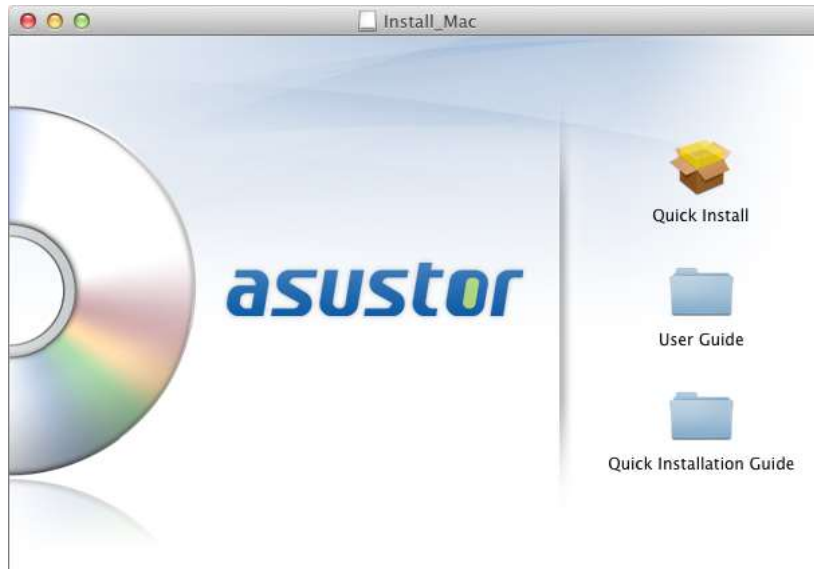 Install_Mac
Quick Install
asustor
User Guide
Quick Installation Guide